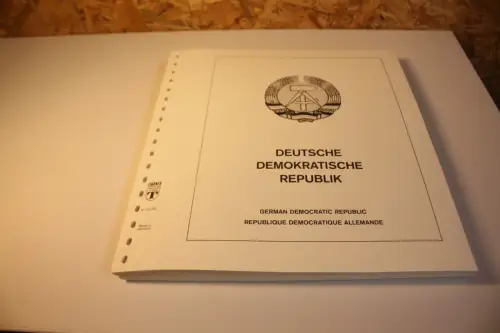 DEUTSCHE
DEMOKRATISCHE
REPUBLIK
GERMAN DEMOCRATIC REPUBLIC
REPUBLIQUE DEMOCRATIQUE ALLEMANDE